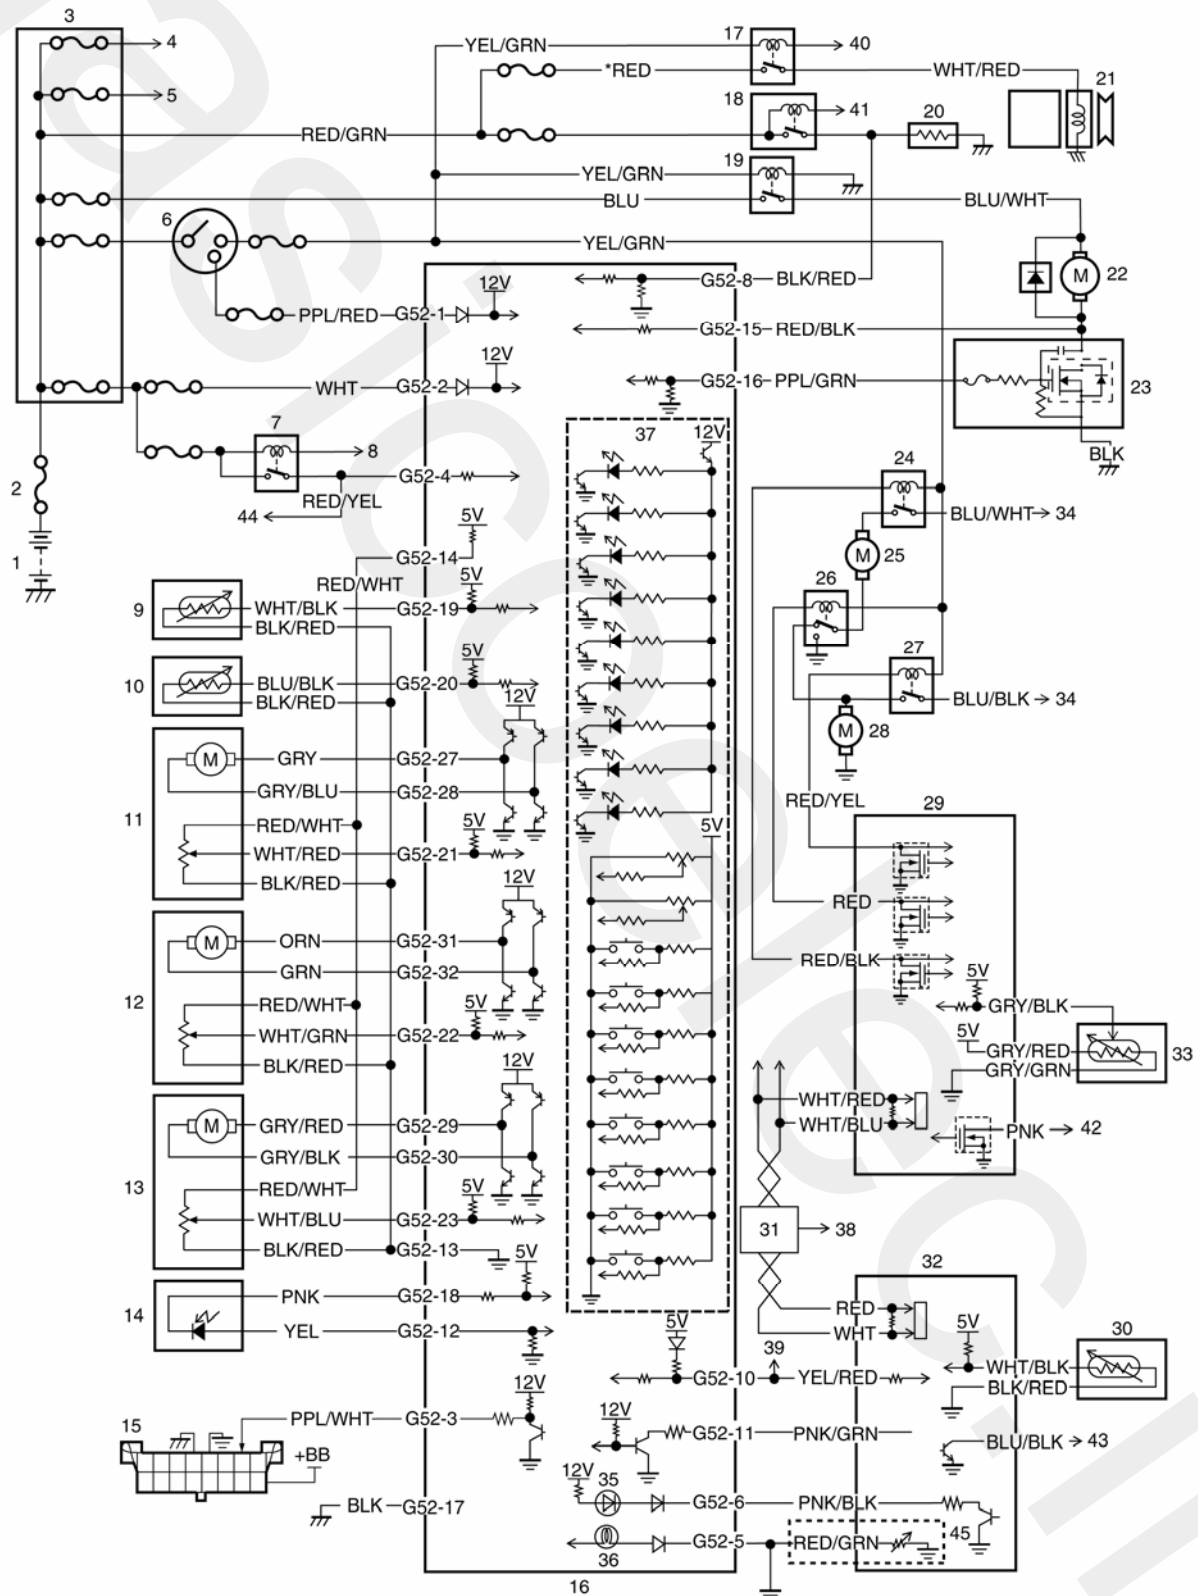 3
4
17
YEL/GRN
40
*RED
WHT/RED
21
5
18
41
20
RED/GRN
19
YEL/GRN
BLU
BLU/WHT
6
YEL/GRN
12V
G52-8
BLK/RED
M
22
PPL/RED
G52-1
G52-15
RED/BLK
12V
WHT
G52-2
G52-16
PPL/GRN
23
7
37
12V
BLK
8
2
G52-4
24
RED/YEL
44
5V
BLU/WHT
34
1
G52-14
M
25
RED/WHT
5V
26
9
WHT/BLK
G52-19
BLK/RED
5V
27
10
BLU/BLK
G52-20
BLK/RED
12V
BLU/BLK
34
M
28
M
GRY
G52-27
GRY/BLU
G52-28
RED/YEL
29
11
RED/WHT
5V
5V
WHT/RED
G52-21
BLK/RED
12V
RED
M
ORN
G52-31
GRN
G52-32
RED/BLK
5V
12
RED/WHT
5V
GRY/BLK
WHT/GRN
G52-22
5V
GRY/RED
33
BLK/RED
12V
GRY/GRN
WHT/RED
M
GRY/RED
G52-29
WHT/BLU
PNK
42
GRY/BLK
G52-30
13
RED/WHT
5V
WHT/BLU
G52-23
31
38
BLK/RED
G52-13
5V
32
14
PNK
G52-18
RED
YEL
G52-12
5V
WHT
5V
39
30
12V
G52-10
YEL/RED
WHT/BLK
BLK/RED
15
PPL/WHT
G52-3
12V
G52-11
PNK/GRN
BLU/BLK
43
+BB
12V
35
BLK
G52-17
G52-6
PNK/BLK
36
G52-5
RED/GRN
45
16